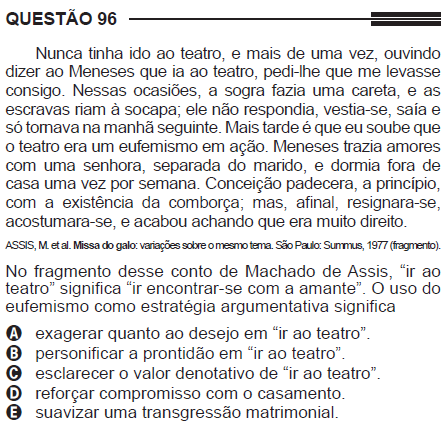 QUESTÃO 96
Nunca tinha ido ao teatro, e mais de uma vez, ouvindo
dizer ao Meneses que ia ao teatro, pedi-lhe que me levasse
consigo. Nessas ocasiões, a sogra fazia uma careta, e as
escravas riam à socapa; ele não respondia, vestia-se, saía e
só tornava na manhã seguinte. Mais tarde é que eu soube que
o teatro era um eufemismo em ação. Meneses trazia amores
com uma senhora, separada do marido, e dormia fora de
casa uma vez por semana. Conceição padecera, a princípio,
com a existência da comborça; mas, afinal, resignara-se,
acostumara-se, e acabou achando que era muito direito.
ASSIS, M. et al. Missa do galo: variações sobre o mesmo tema. São Paulo: Summus, 1977 (fragmento).
No fragmento desse conto de Machado de Assis, “ir ao
teatro” significa “ir encontrar-se com a amante”. O uso do
eufemismo como estratégia argumentativa significa
A exagerar quanto ao desejo em “ir ao teatro”.
B personificar a prontidão em “ir ao teatro”.
C esclarecer o valor denotativo de “ir ao teatro”.
D reforçar compromisso com o casamento.
E suavizar uma transgressão matrimonial.